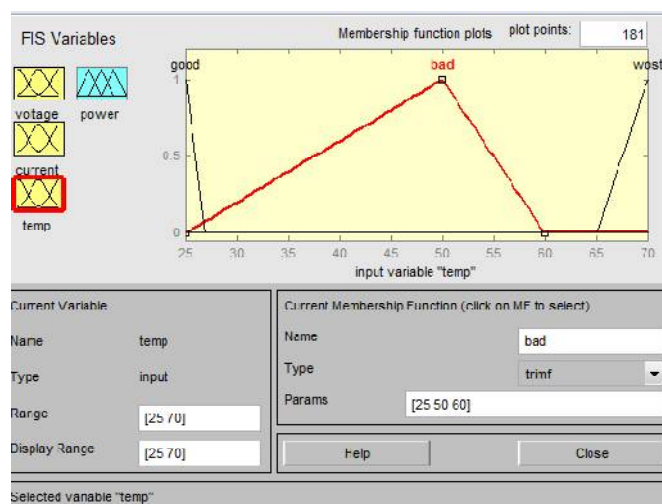 FIS Variables
Membership function plots
plot points:
181
good
bad
wost
votage
power
current
temp
1
0.5
0
25 30 35 40 45 50 55 60 65 70
input variable "temp"
Current Variable
Name
temp
Type
input
Range
[25 70]
Display Range
[25 70]
Current Membership Function (click on MF to select)
Name
bad
Type
trimf
Params
[25 50 60]
Help
Close
Selected variable "temp"